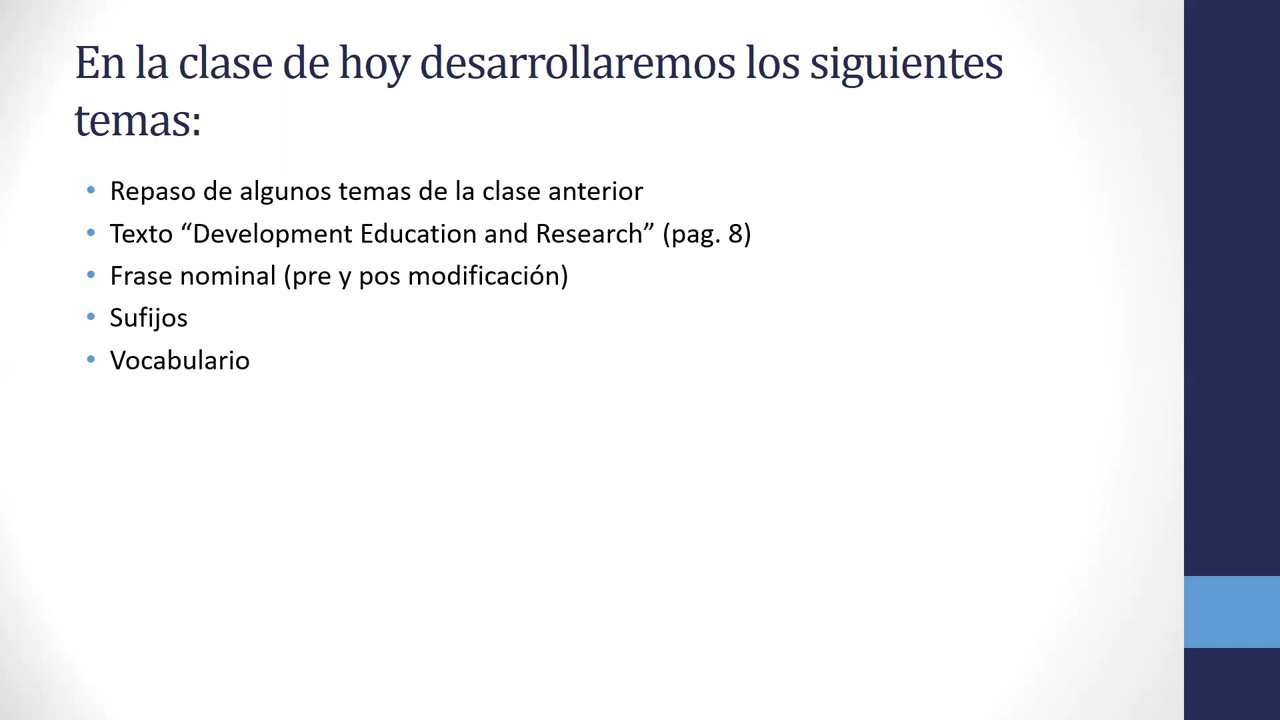 En la clase de hoy desarrollaremos los siguientes
temas:
• Repaso de algunos temas de la clase anterior
• Texto “Development Education and Research” (pag. 8)
• Frase nominal (pre y pos modificación)
• Sufijos
• Vocabulario